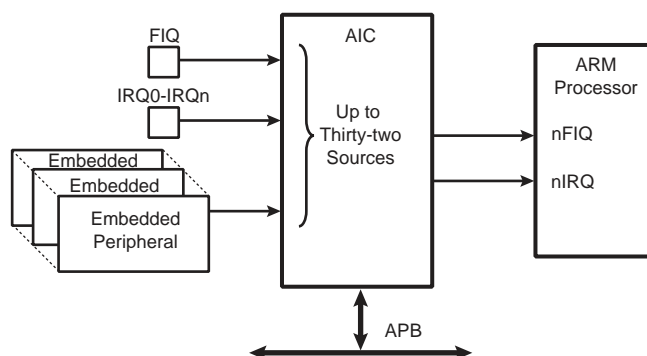 FIQ
IRQ0-IRQn
Embedded
Embedded
Embedded
Peripheral
AIC
Up to
Thirty-two
Sources
ARM
Processor
nFIQ
nIRQ
APB